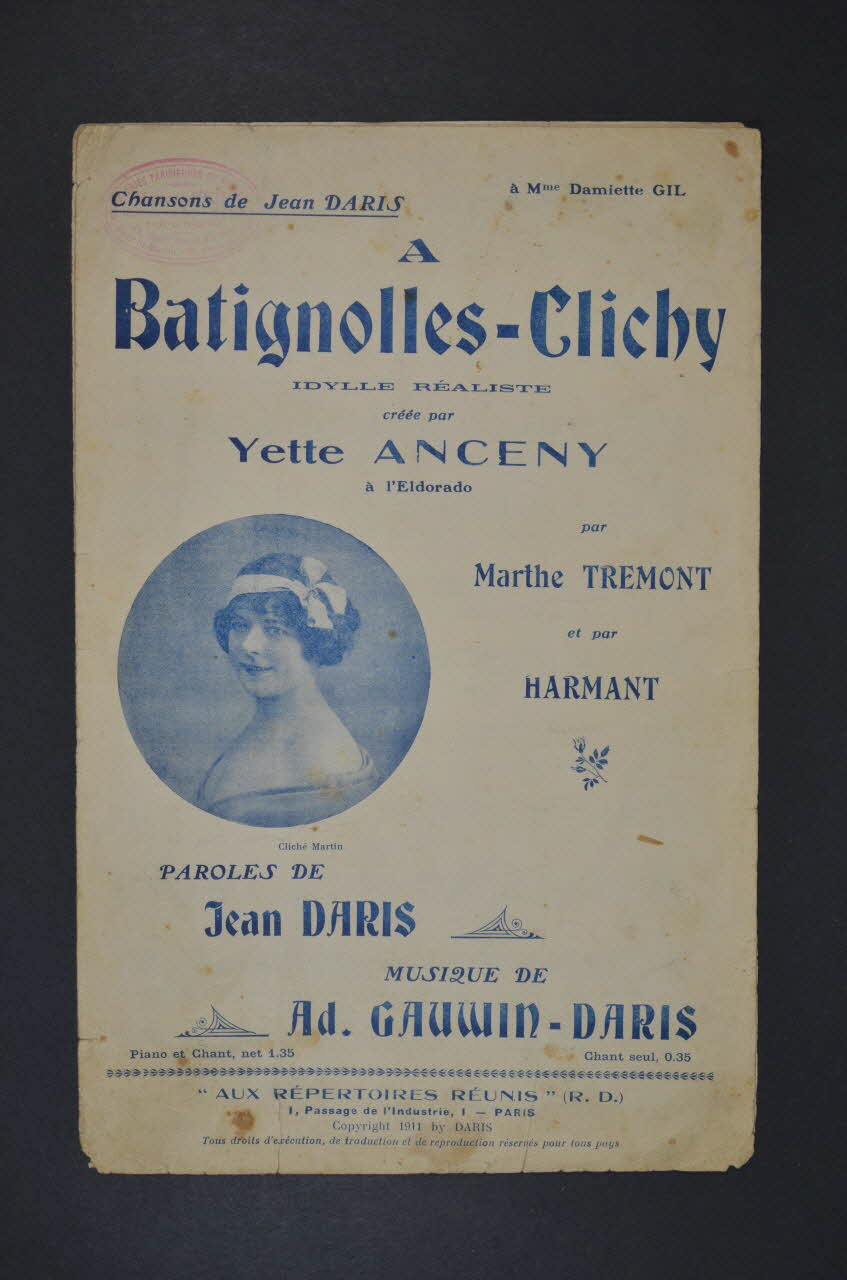 Chansons de Jean DARIS
à Mme Damiette GIL
A
Batignolles-Clichy
IDYLLE RÉALISTE
créée par
Yette ANCENY
à l'Eldorado
par
Marthe TREMONT
et par
HARMANT
Cliché Martin
PAROLES DE
Jean DARIS
MUSIQUE DE
Ad. GAUWIN-DARIS
Piano et Chant, net 1.35
Chant seul, 0.35
" AUX RÉPERTOIRES RÉUNIS " (R. D.)
1, Passage de l'Industrie, 1 — PARIS
Copyright 1911 by DARIS
Tous droits d'exécution, de traduction et de reproduction réservés pour tous pays